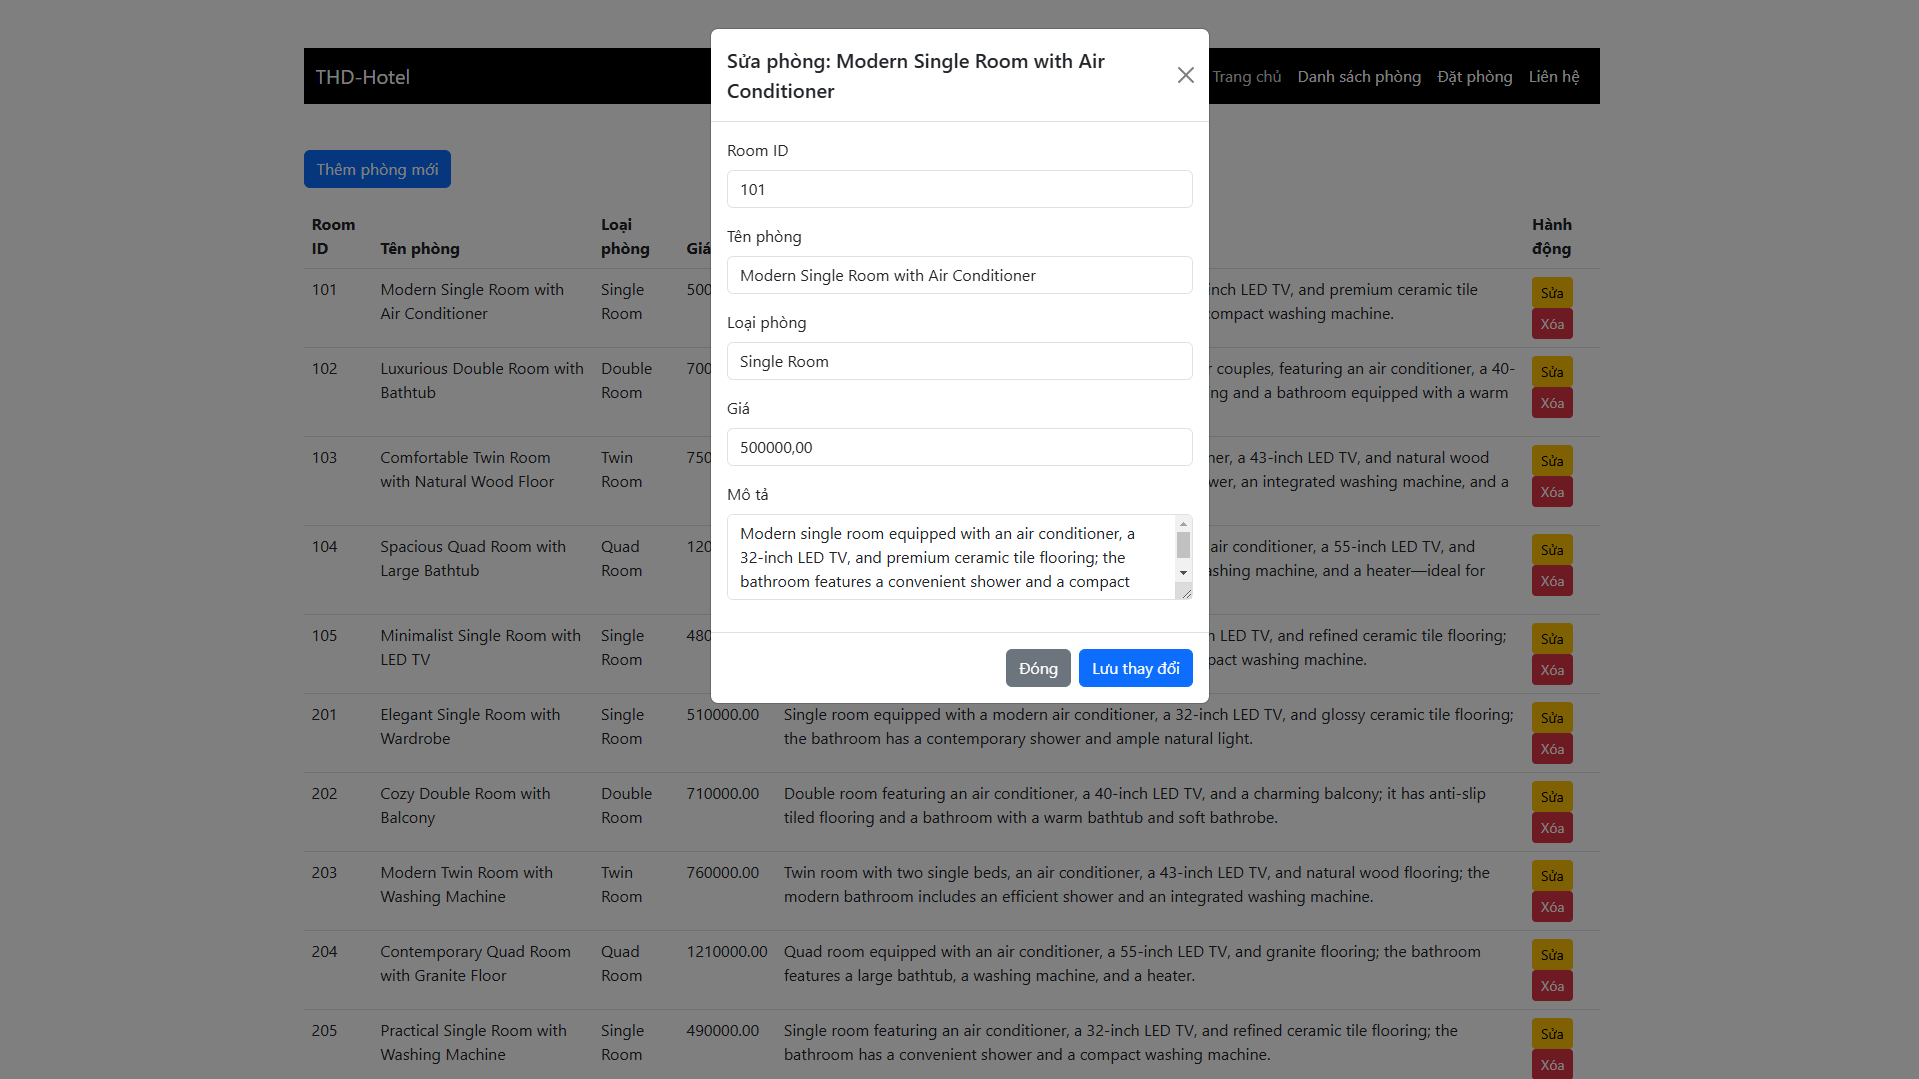 THD-Hotel
Trang chủ
Danh sách phòng
Đặt phòng
Liên hệ
Sửa phòng: Modern Single Room with Air
Conditioner
Room ID
101
Tên phòng
Modern Single Room with Air Conditioner
Loại phòng
Single Room
Giá
500000,00
Mô tả
Modern single room equipped with an air conditioner, a
32-inch LED TV, and premium ceramic tile flooring; the
bathroom features a convenient shower and a compact
Đóng
Lưu thay đổi
Thêm phòng mới
Room
ID
Tên phòng
Loại
phòng
Giá
Hành
động
101
Modern Single Room with
Air Conditioner
Single
Room
500
inch LED TV, and premium ceramic tile
compact washing machine.
Sửa
Xóa
102
Luxurious Double Room with
Bathtub
Double
Room
700
couples, featuring an air conditioner, a 40-
ng and a bathroom equipped with a warm
Sửa
Xóa
103
Comfortable Twin Room
with Natural Wood Floor
Twin
Room
750
ner, a 43-inch LED TV, and natural wood
wer, an integrated washing machine, and a
Sửa
Xóa
104
Spacious Quad Room with
Large Bathtub
Quad
Room
120
air conditioner, a 55-inch LED TV, and
shing machine, and a heater—ideal for
Sửa
Xóa
105
Minimalist Single Room with
LED TV
Single
Room
480
LED TV, and refined ceramic tile flooring;
pact washing machine.
Sửa
Xóa
201
Elegant Single Room with
Wardrobe
Single
Room
510000.00
Single room equipped with a modern air conditioner, a 32-inch LED TV, and glossy ceramic tile flooring;
the bathroom has a contemporary shower and ample natural light.
Sửa
Xóa
202
Cozy Double Room with
Balcony
Double
Room
710000.00
Double room featuring an air conditioner, a 40-inch LED TV, and a charming balcony; it has anti-slip
tiled flooring and a bathroom with a warm bathtub and soft bathrobe.
Sửa
Xóa
203
Modern Twin Room with
Washing Machine
Twin
Room
760000.00
Twin room with two single beds, an air conditioner, a 43-inch LED TV, and natural wood flooring; the
modern bathroom includes an efficient shower and an integrated washing machine.
Sửa
Xóa
204
Contemporary Quad Room
with Granite Floor
Quad
Room
1210000.00
Quad room equipped with an air conditioner, a 55-inch LED TV, and granite flooring; the bathroom
features a large bathtub, a washing machine, and a heater.
Sửa
Xóa
205
Practical Single Room with
Washing Machine
Single
Room
490000.00
Single room featuring an air conditioner, a 32-inch LED TV, and refined ceramic tile flooring; the
bathroom has a convenient shower and a compact washing machine.
Sửa
Xóa